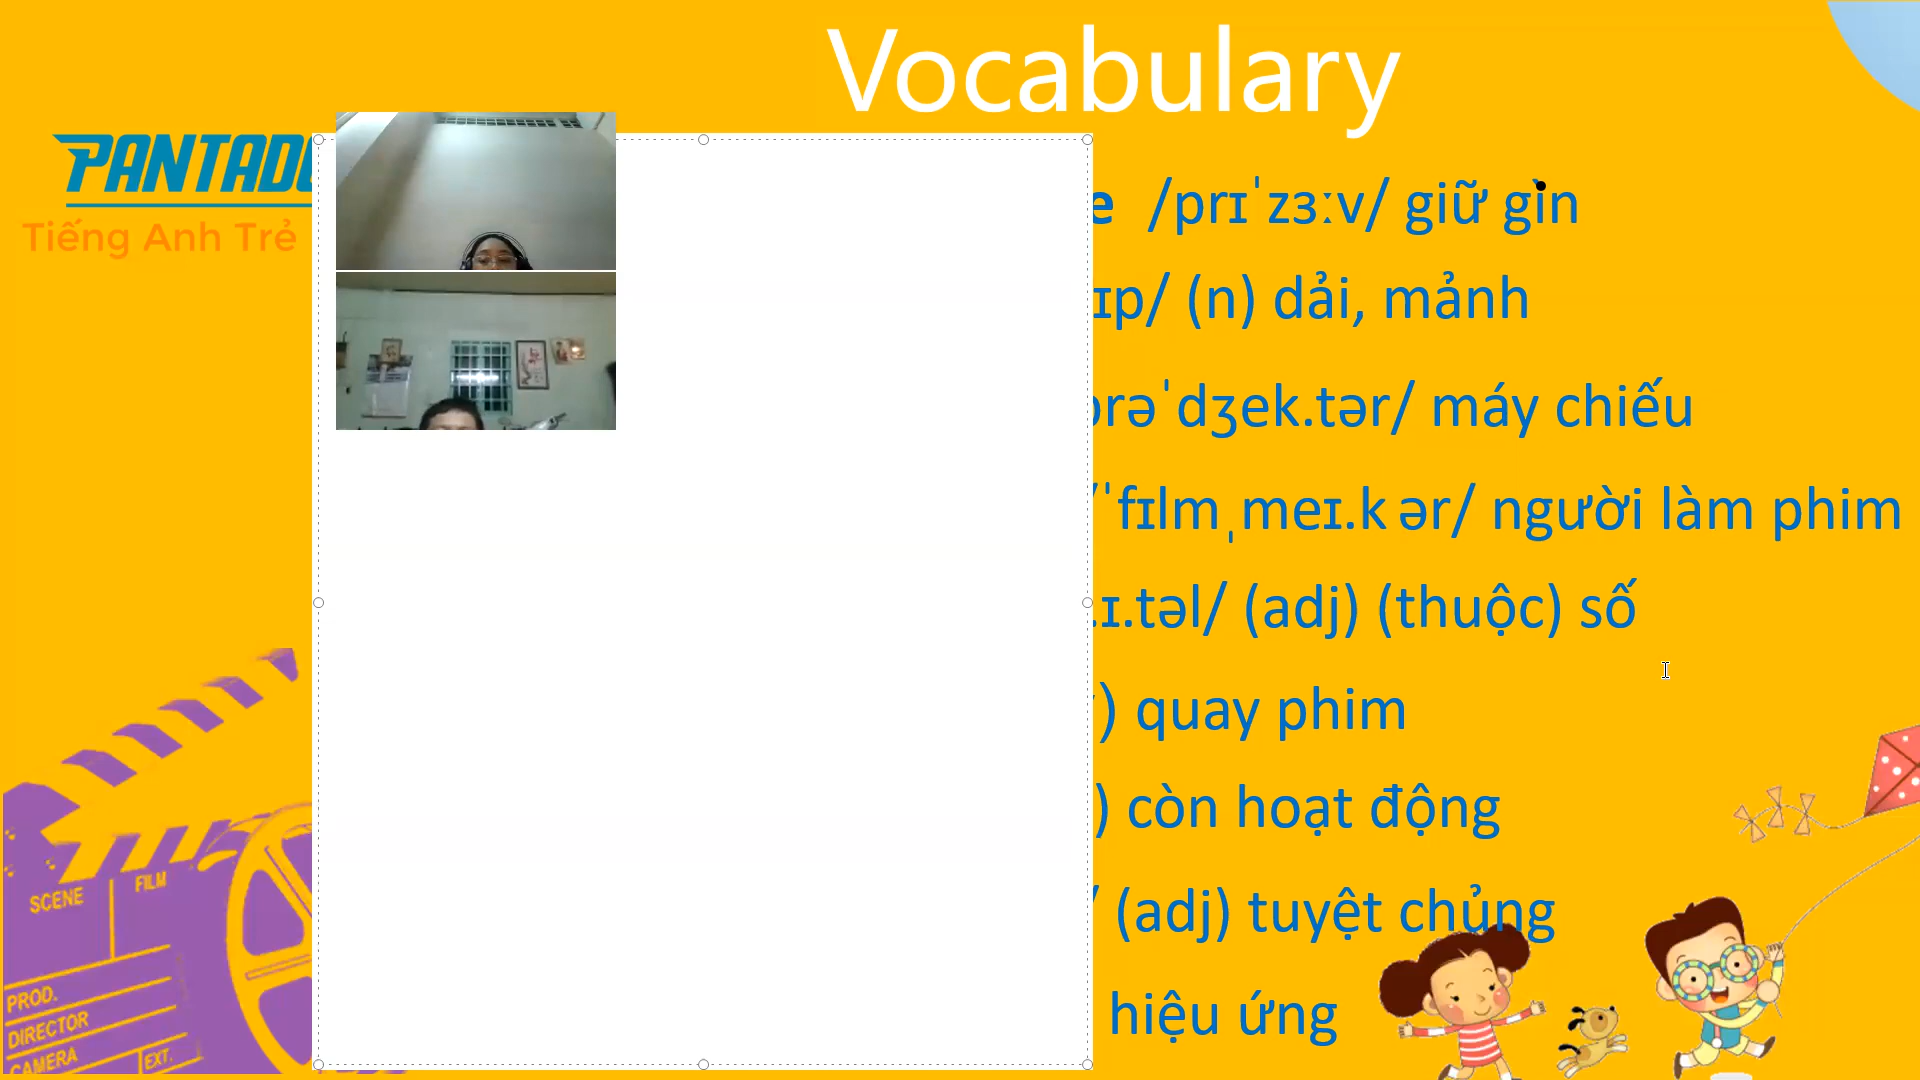 Vocabulary
PANTADO
Tiếng Anh Trẻ
e /prɪˈzɜːv/ giữ gìn
ɪp/ (n) dải, mảnh
prəˈdʒek.tər/ máy chiếu
/ˈfɪlmˌmeɪ.k ər/ người làm phim
.ɪ.təl/ (adj) (thuộc) số
) quay phim
) còn hoạt động
/ (adj) tuyệt chủng
hiệu ứng
SCENE
FILM
PROD.
DIRECTOR
CAMERA
EXT.